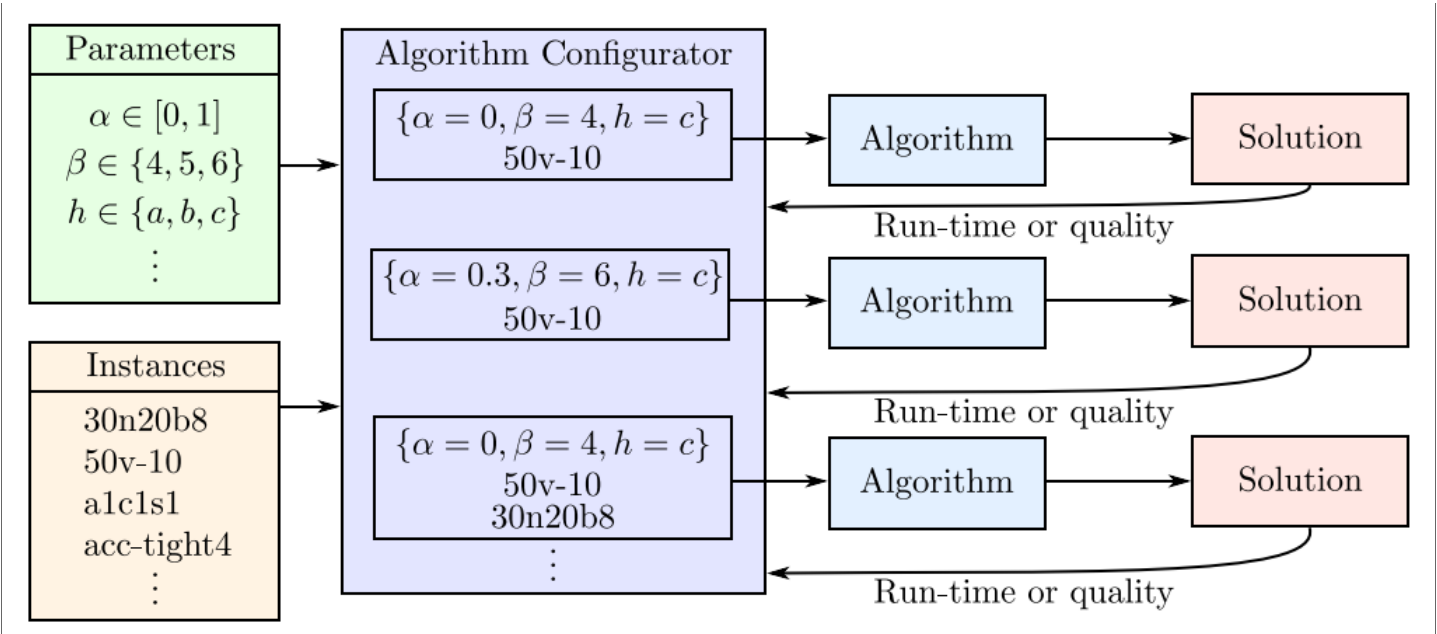 Parameters
α ∈ [0, 1]
β ∈ {4, 5, 6}
h ∈ {a, b, c}
⋮
Instances
30n20b8
50v-10
a1c1s1
acc-tight4
⋮
Algorithm Configurator
{α = 0, β = 4, h = c}
50v-10
{α = 0.3, β = 6, h = c}
50v-10
{α = 0, β = 4, h = c}
50v-10
30n20b8
⋮
Algorithm
Solution
Run-time or quality
Algorithm
Solution
Run-time or quality
Algorithm
Solution
Run-time or quality